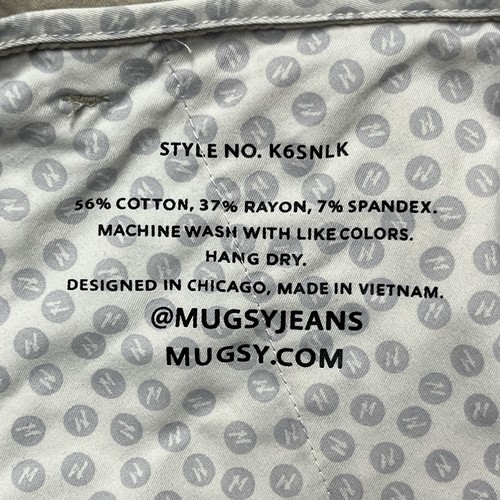 STYLE NO. K6SNLK
56% COTTON, 37% RAYON, 7% SPANDEX.
MACHINE WASH WITH LIKE COLORS.
HANG DRY.
DESIGNED IN CHICAGO, MADE IN VIETNAM.
@MUGSYJEANS
MUGSY.COM